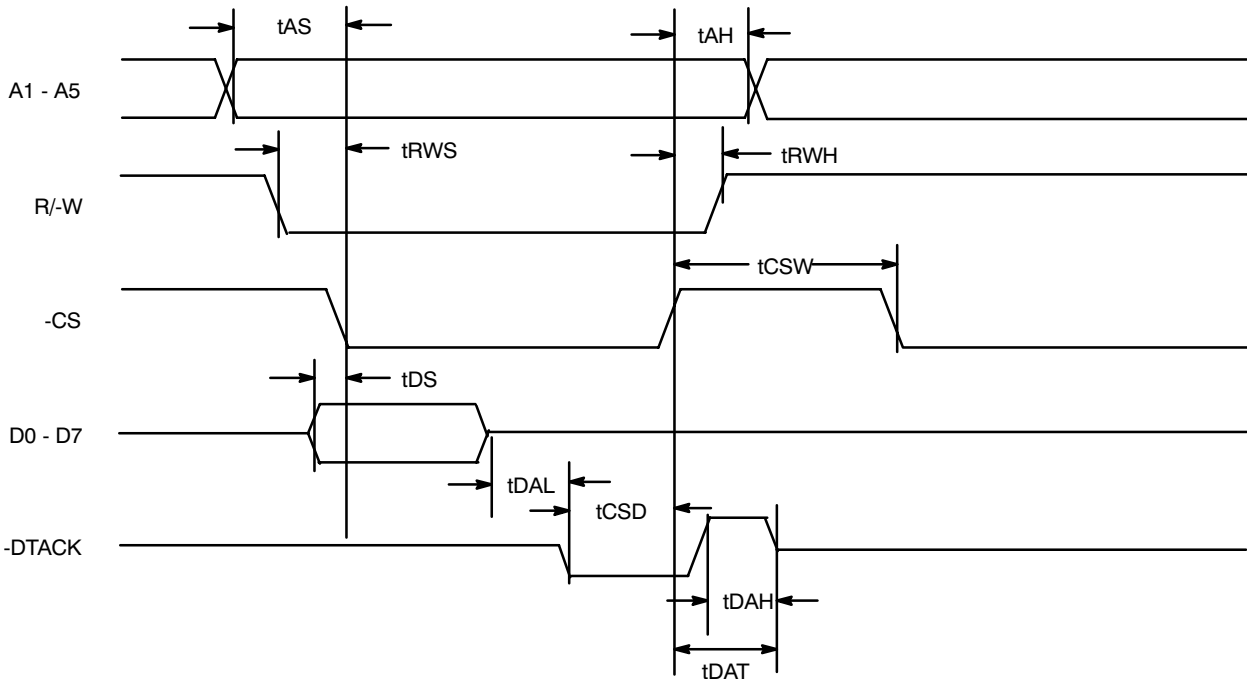 tAS
tAH
A1 - A5
tRWS
tRWH
R/-W
tCSW
-CS
tDS
D0 - D7
tDAL
tCSD
-DTACK
tDAH
tDAT